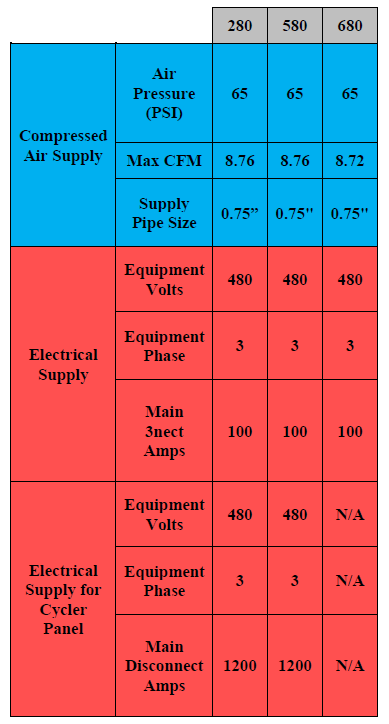 280 580 680
Compressed
Air Supply
Air
Pressure
(PSI)
65 65 65
Max CFM 8.76 8.76 8.72
Supply
Pipe Size
0.75” 0.75" 0.75"
Electrical
Supply
Equipment
Volts
480 480 480
Equipment
Phase
3 3 3
Main
3nect
Amps
100 100 100
Electrical
Supply for
Cycler
Panel
Equipment
Volts
480 480 N/A
Equipment
Phase
3 3 N/A
Main
Disconnect
Amps
1200 1200 N/A